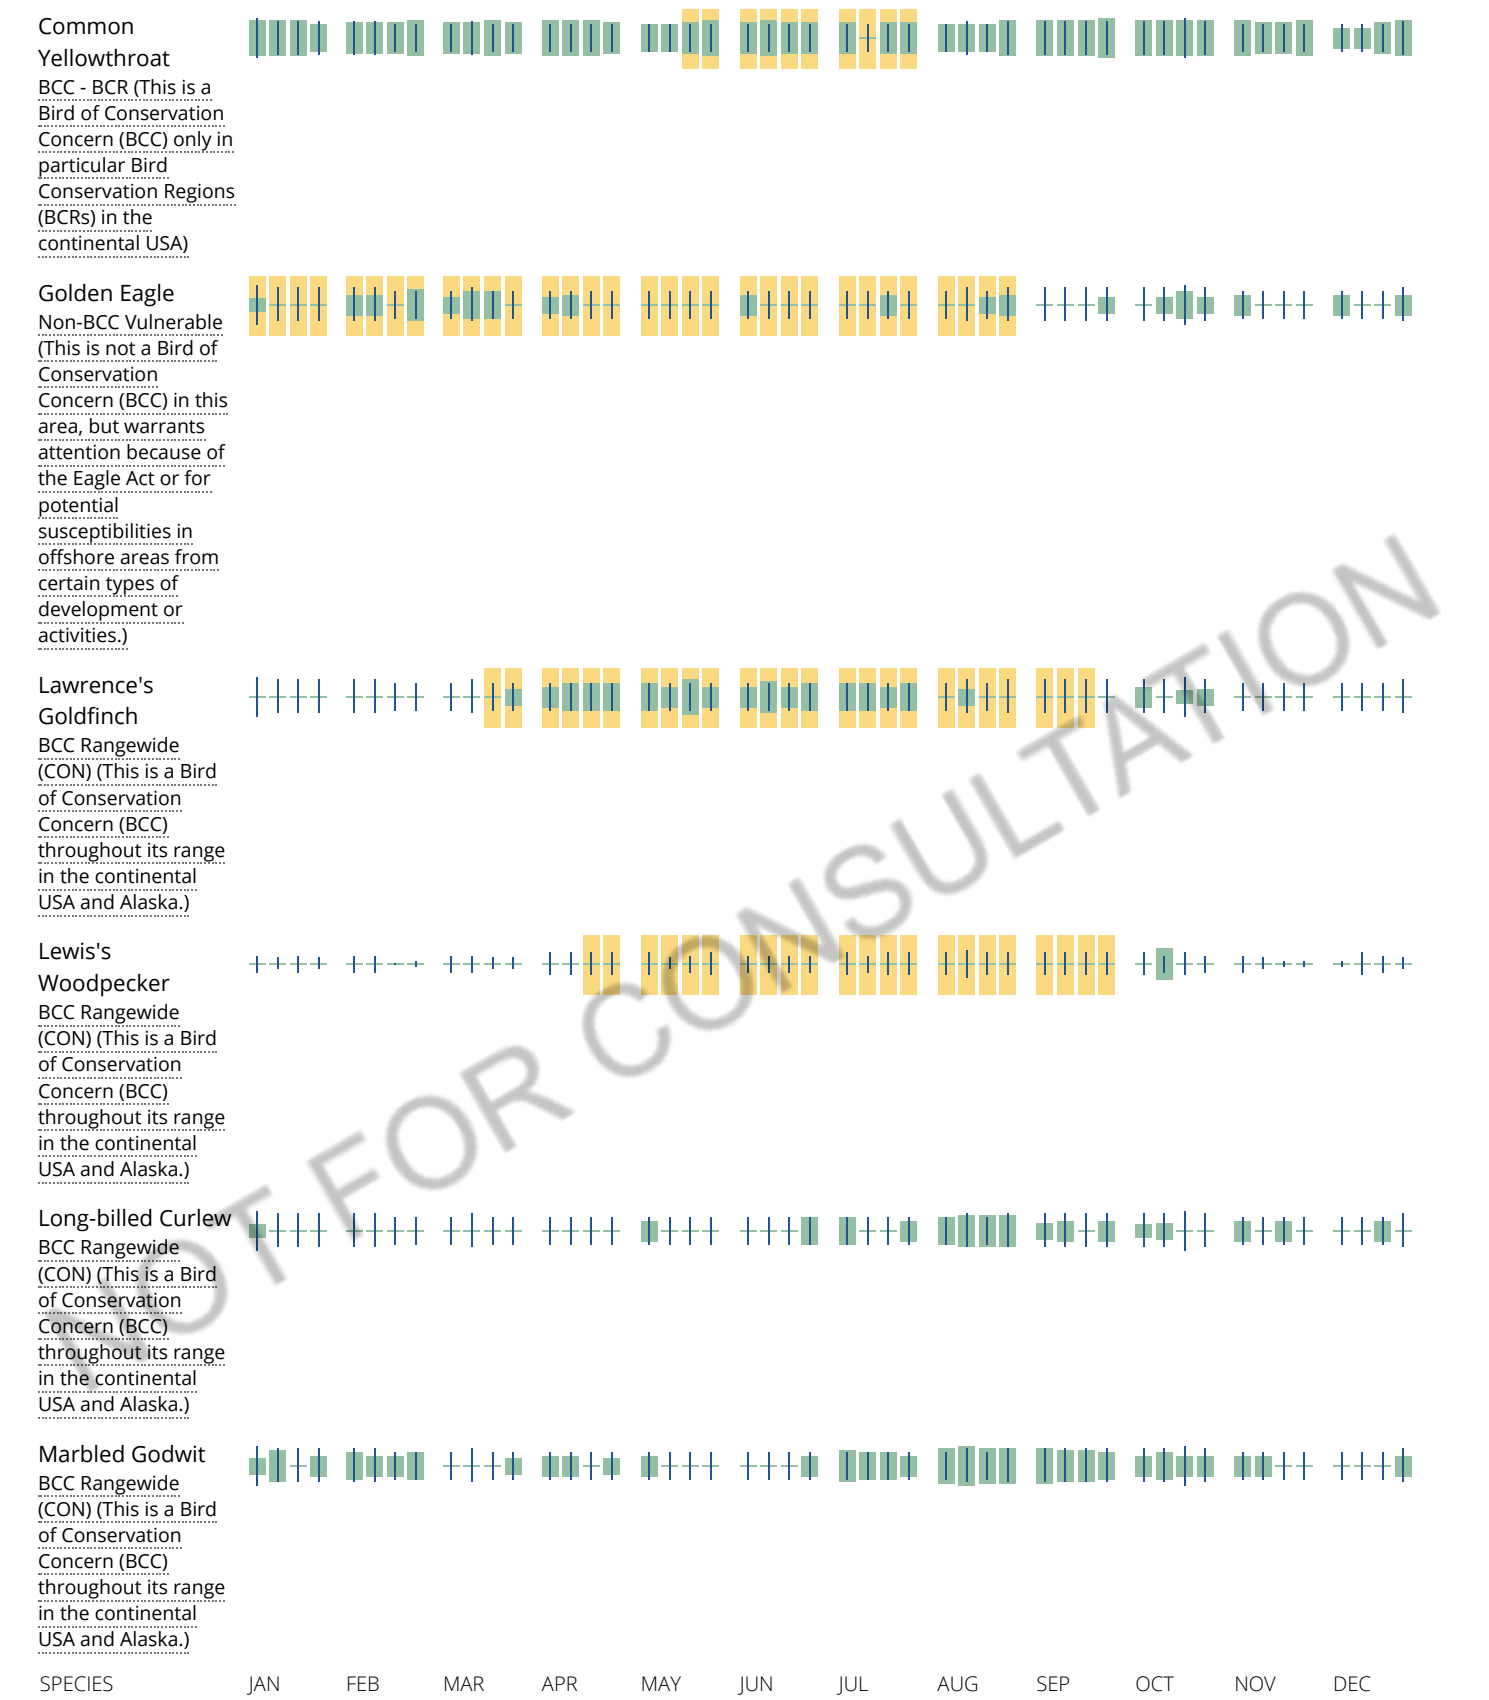 Common
Yellowthroat
BCC - BCR (This is a
Bird of Conservation
Concern (BCC) only in
particular Bird
Conservation Regions
(BCRs) in the
continental USA)
Golden Eagle
Non-BCC Vulnerable
(This is not a Bird of
Conservation
Concern (BCC) in this
area, but warrants
attention because of
the Eagle Act or for
potential
susceptibilities in
offshore areas from
certain types of
development or
activities.)
Lawrence's
Goldfinch
BCC Rangewide
(CON) (This is a Bird
of Conservation
Concern (BCC)
throughout its range
in the continental
USA and Alaska.)
Lewis's
Woodpecker
BCC Rangewide
(CON) (This is a Bird
of Conservation
Concern (BCC)
throughout its range
in the continental
USA and Alaska.)
Long-billed Curlew
BCC Rangewide
(CON) (This is a Bird
of Conservation
Concern (BCC)
throughout its range
in the continental
USA and Alaska.)
Marbled Godwit
BCC Rangewide
(CON) (This is a Bird
of Conservation
Concern (BCC)
throughout its range
in the continental
USA and Alaska.)
SPECIES JAN FEB MAR APR MAY JUN JUL AUG SEP OCT NOV DEC
NOT FOR CONSULTATION